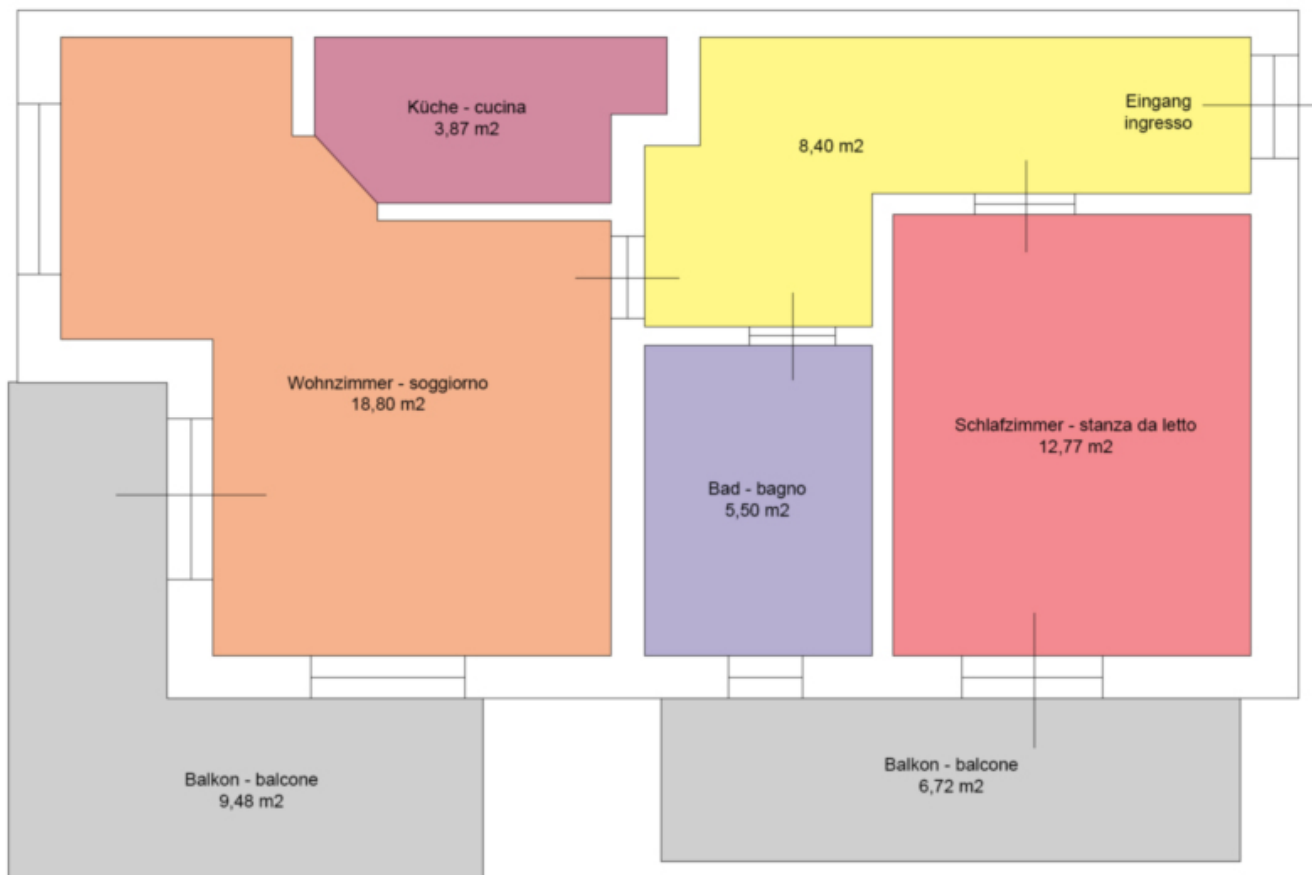 Küche - cucina
3,87 m2
Eingang
ingresso
8,40 m2
Wohnzimmer - soggiorno
18,80 m2
Schlafzimmer - stanza da letto
12,77 m2
Bad - bagno
5,50 m2
Balkon - balcone
9,48 m2
Balkon - balcone
6,72 m2